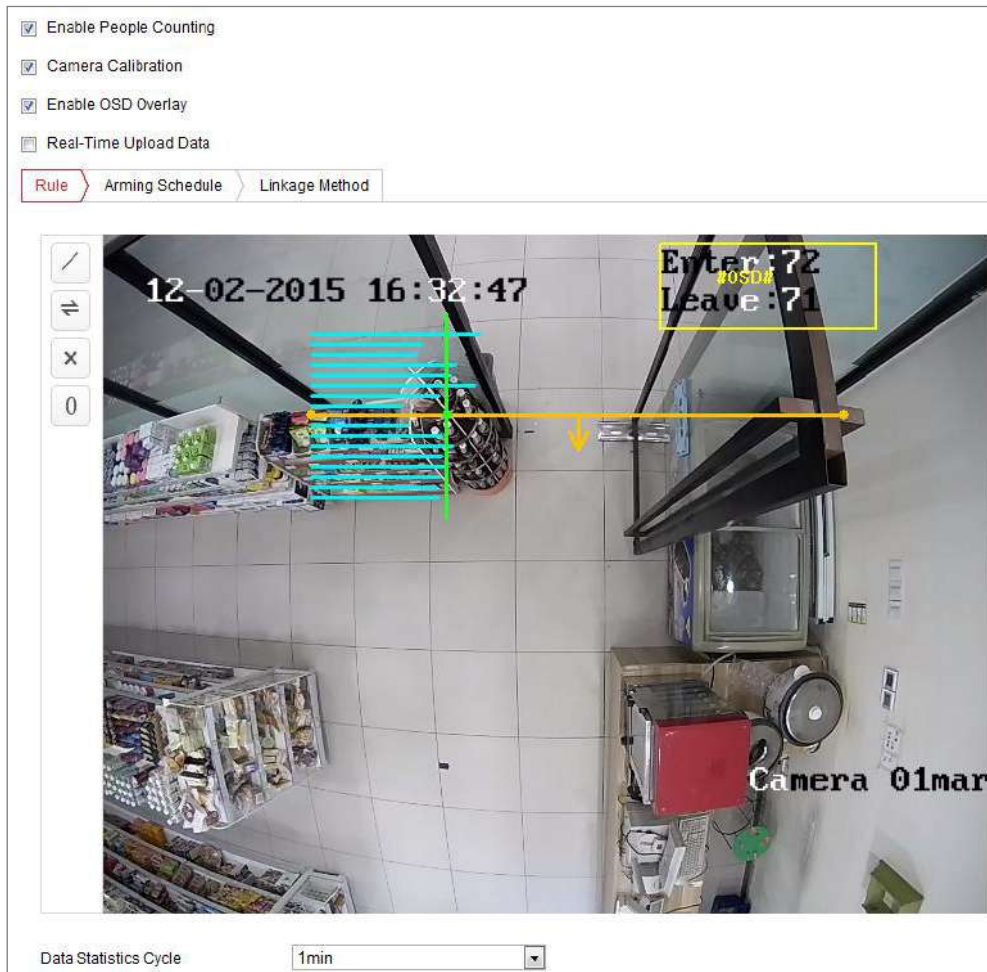 Enable People Counting
Camera Calibration
Enable OSD Overlay
Real-Time Upload Data
Rule Arming Schedule Linkage Method
12-02-2015 16:32:47
Enter:72
#OSD#
Leave:71
0
Camera 01mar
Data Statistics Cycle 1min